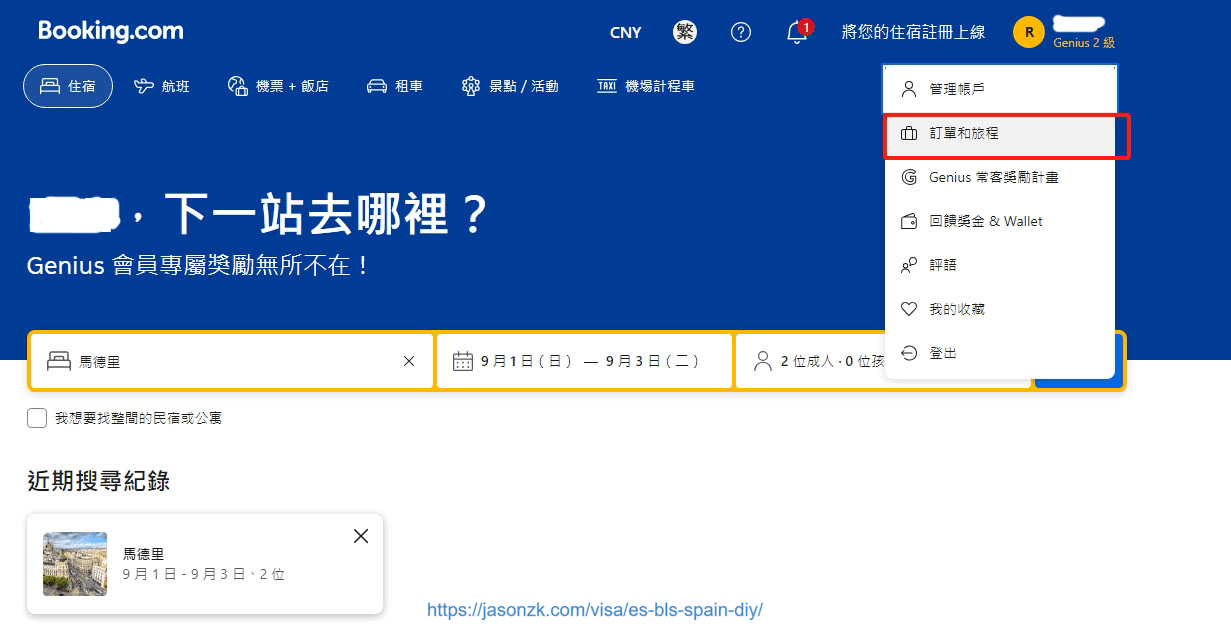 Booking.com
CNY
繁
1
將您的住宿註冊上線
R
Genius 2 級
住宿
航班
機票 + 飯店
租車
景點 / 活動
TAXI 機場計程車
管理帳戶
訂單和旅程
Genius 常客獎勵計畫
回饋獎金 & Wallet
評語
我的收藏
登出
，下一站去哪裡？
Genius 會員專屬獎勵無所不在！
馬德里
9 月 1 日（日） — 9 月 3 日（二）
2 位成人 · 0 位孩
我想要找整間的民宿或公寓
近期搜尋紀錄
馬德里
9 月 1 日 - 9 月 3 日、2 位
https://jasonzk.com/visa/es-bls-spain-diy/